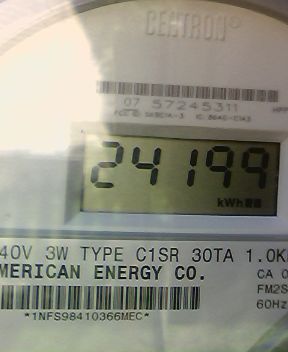 CENTRON®
07 57245311
24199
kWh
40V 3W TYPE C1SR 30TA 1.0K
MERICAN ENERGY CO.
CA 0
FM2S
60Hz
*1NFS98410366MEC*